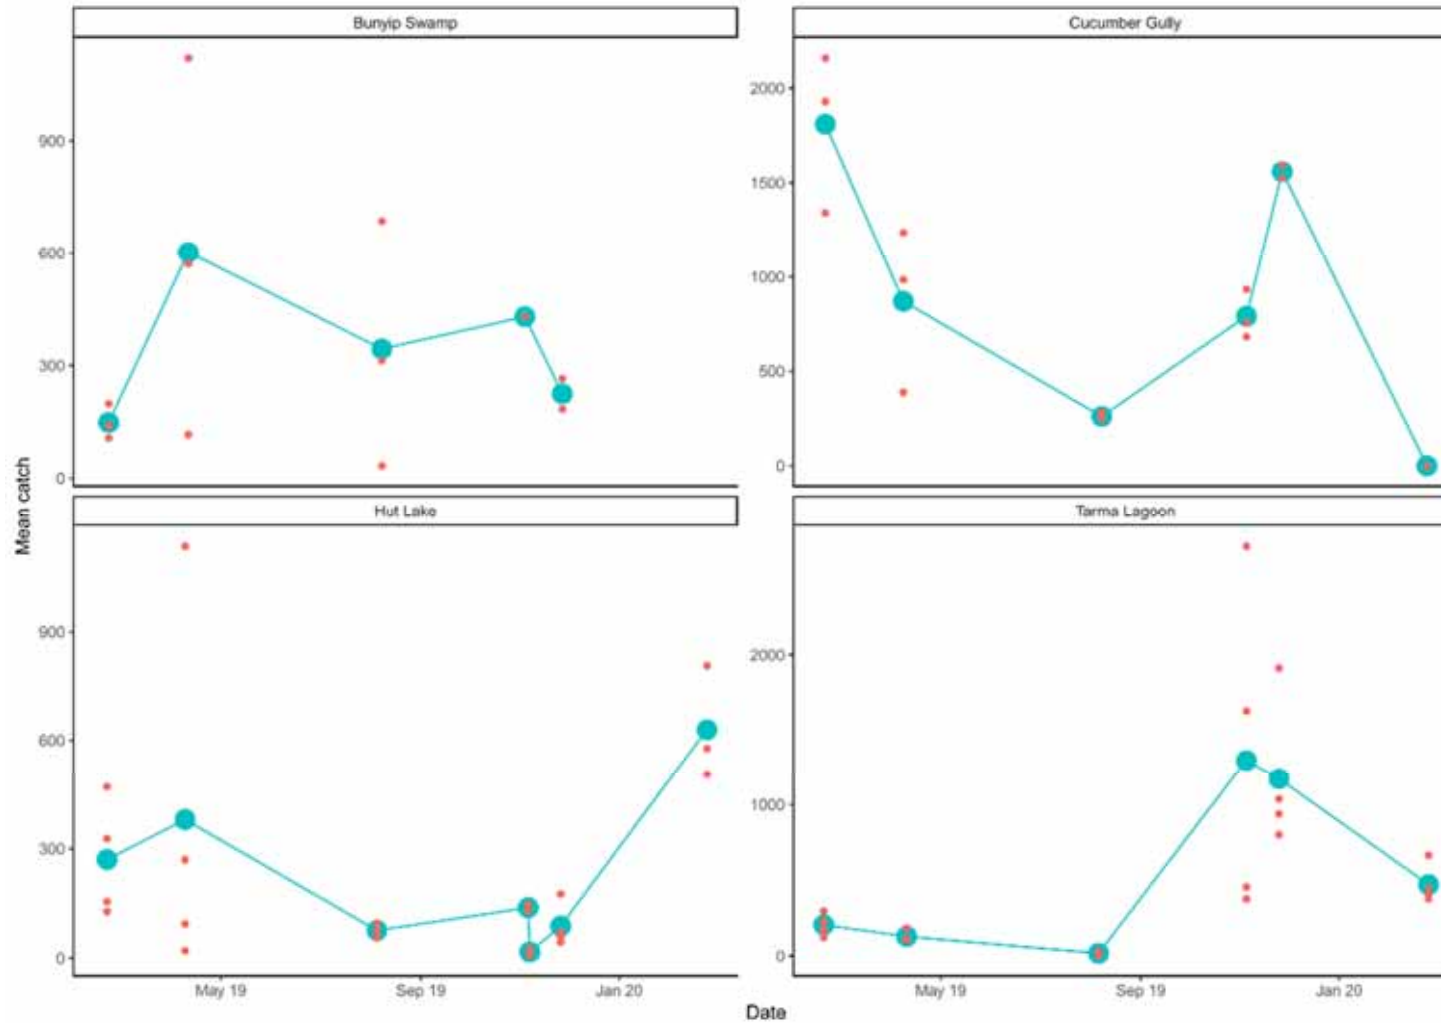 Bunyip Swamp
Cucumber Gully
900
600
300
0
2000
1500
1000
500
0
Mean catch
Hut Lake
Tarma Lagoon
900
600
300
0
2000
1000
0
May 19
Sep 19
Jan 20
May 19
Sep 19
Jan 20
Date